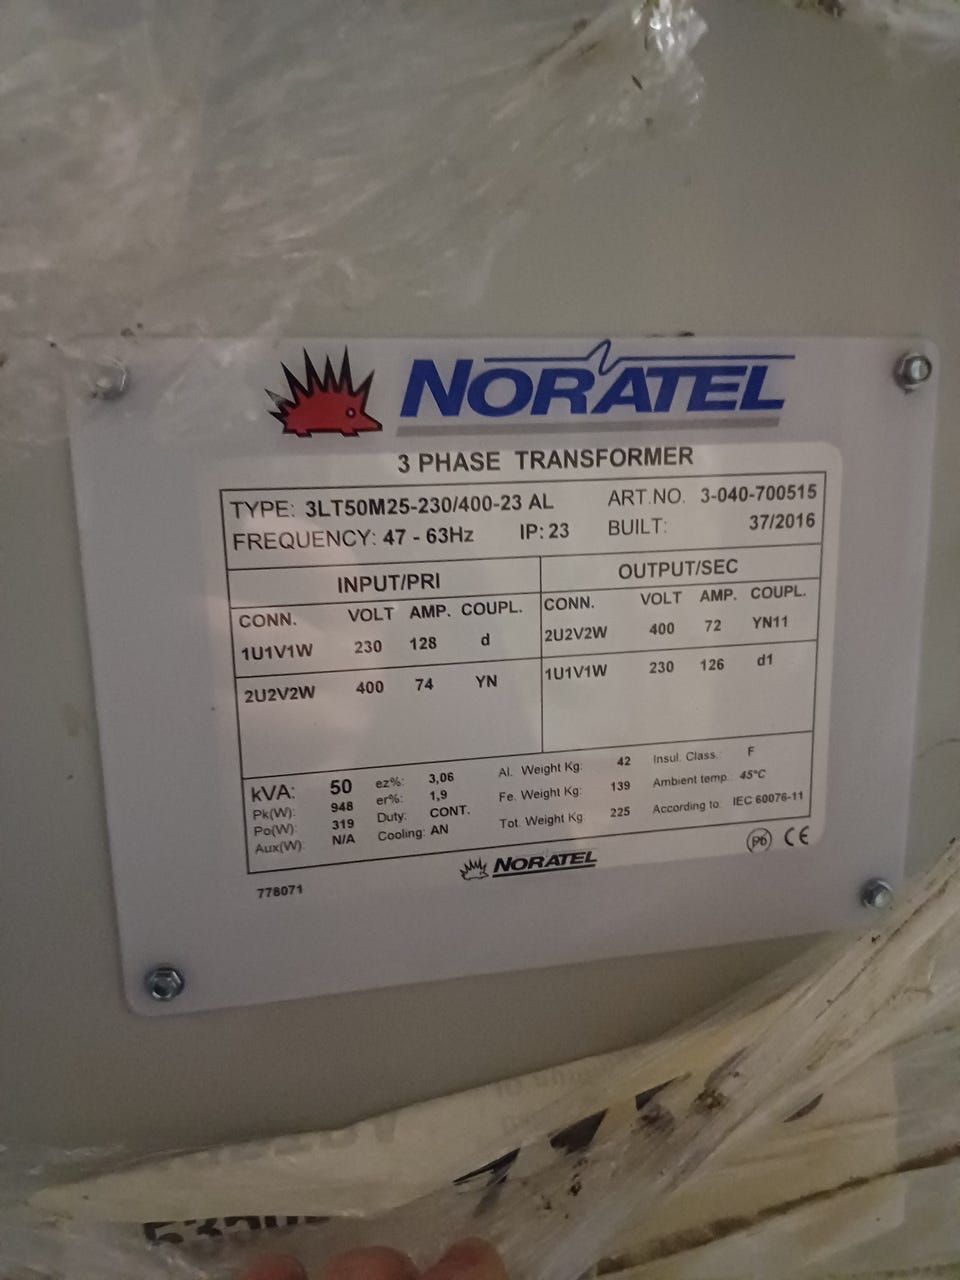 NORATEL
3 PHASE TRANSFORMER
TYPE: 3LT50M25-230/400-23 AL ART.NO. 3-040-700515
FREQUENCY: 47 - 63Hz IP: 23 BUILT: 37/2016
INPUT/PRI OUTPUT/SEC
CONN. VOLT AMP. COUPL. CONN. VOLT AMP. COUPL.
1U1V1W 230 128 d 2U2V2W 400 72 YN11
2U2V2W 400 74 YN 1U1V1W 230 126 d1
kVA: 50 ez%: 3,06 Al. Weight Kg: 42 Insul. Class.: F
Pk(W): 948 er%: 1,9 Fe. Weight Kg: 139 Ambient temp.: 45°C
Po(W): 319 Duty: CONT. Tot. Weight Kg: 225 According to: IEC 60076-11
Aux(W): N/A Cooling: AN
NORATEL Pb CE
778071